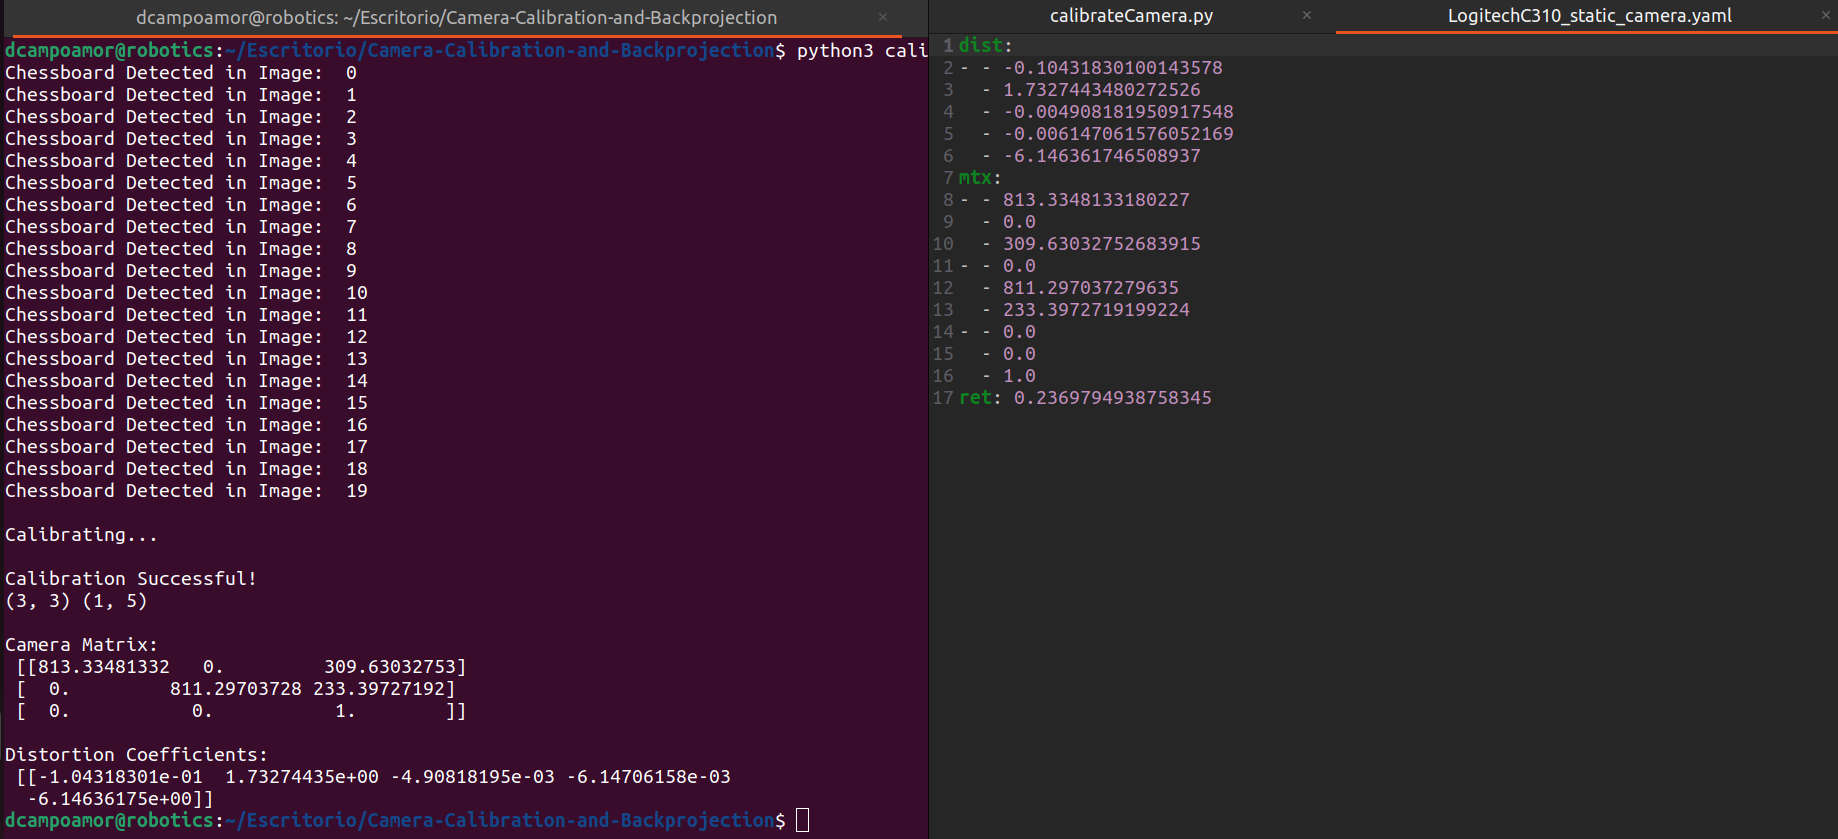 dcampoamor@robotics: ~/Escritorio/Camera-Calibration-and-Backprojection ×
dcampoamor@robotics:~/Escritorio/Camera-Calibration-and-Backprojection$ python3 cali
Chessboard Detected in Image:  0
Chessboard Detected in Image:  1
Chessboard Detected in Image:  2
Chessboard Detected in Image:  3
Chessboard Detected in Image:  4
Chessboard Detected in Image:  5
Chessboard Detected in Image:  6
Chessboard Detected in Image:  7
Chessboard Detected in Image:  8
Chessboard Detected in Image:  9
Chessboard Detected in Image:  10
Chessboard Detected in Image:  11
Chessboard Detected in Image:  12
Chessboard Detected in Image:  13
Chessboard Detected in Image:  14
Chessboard Detected in Image:  15
Chessboard Detected in Image:  16
Chessboard Detected in Image:  17
Chessboard Detected in Image:  18
Chessboard Detected in Image:  19
Calibrating...
Calibration Successful!
(3, 3) (1, 5)
Camera Matrix:
[[813.33481332   0.         309.63032753]
[  0.         811.29703728 233.39727192]
[  0.           0.           1.        ]]
Distortion Coefficients:
[[-1.04318301e-01  1.73274435e+00 -4.90818195e-03 -6.14706158e-03
-6.14636175e+00]]
dcampoamor@robotics:~/Escritorio/Camera-Calibration-and-Backprojection$
calibrateCamera.py × LogitechC310_static_camera.yaml ×
1 dist:
2 - - -0.10431830100143578
3   - 1.7327443480272526
4   - -0.004908181950917548
5   - -0.006147061576052169
6   - -6.146361746508937
7 mtx:
8 - - 813.3348133180227
9   - 0.0
10   - 309.63032752683915
11 - - 0.0
12   - 811.297037279635
13   - 233.3972719199224
14 - - 0.0
15   - 0.0
16   - 1.0
17 ret: 0.2369794938758345